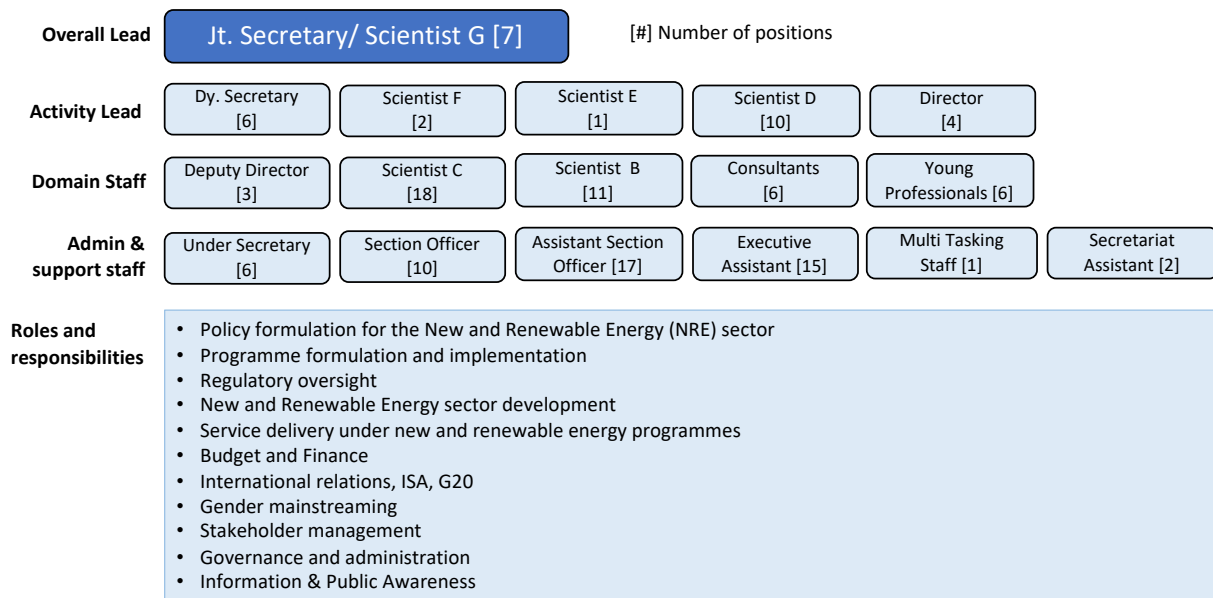 Overall Lead
Jt. Secretary/ Scientist G [7]
[#] Number of positions
Activity Lead
Dy. Secretary
[6]
Scientist F
[2]
Scientist E
[1]
Scientist D
[10]
Director
[4]
Domain Staff
Deputy Director
[3]
Scientist C
[18]
Scientist B
[11]
Consultants
[6]
Young
Professionals [6]
Admin &
support staff
Under Secretary
[6]
Section Officer
[10]
Assistant Section
Officer [17]
Executive
Assistant [15]
Multi Tasking
Staff [1]
Secretariat
Assistant [2]
Roles and
responsibilities
• Policy formulation for the New and Renewable Energy (NRE) sector
• Programme formulation and implementation
• Regulatory oversight
• New and Renewable Energy sector development
• Service delivery under new and renewable energy programmes
• Budget and Finance
• International relations, ISA, G20
• Gender mainstreaming
• Stakeholder management
• Governance and administration
• Information & Public Awareness